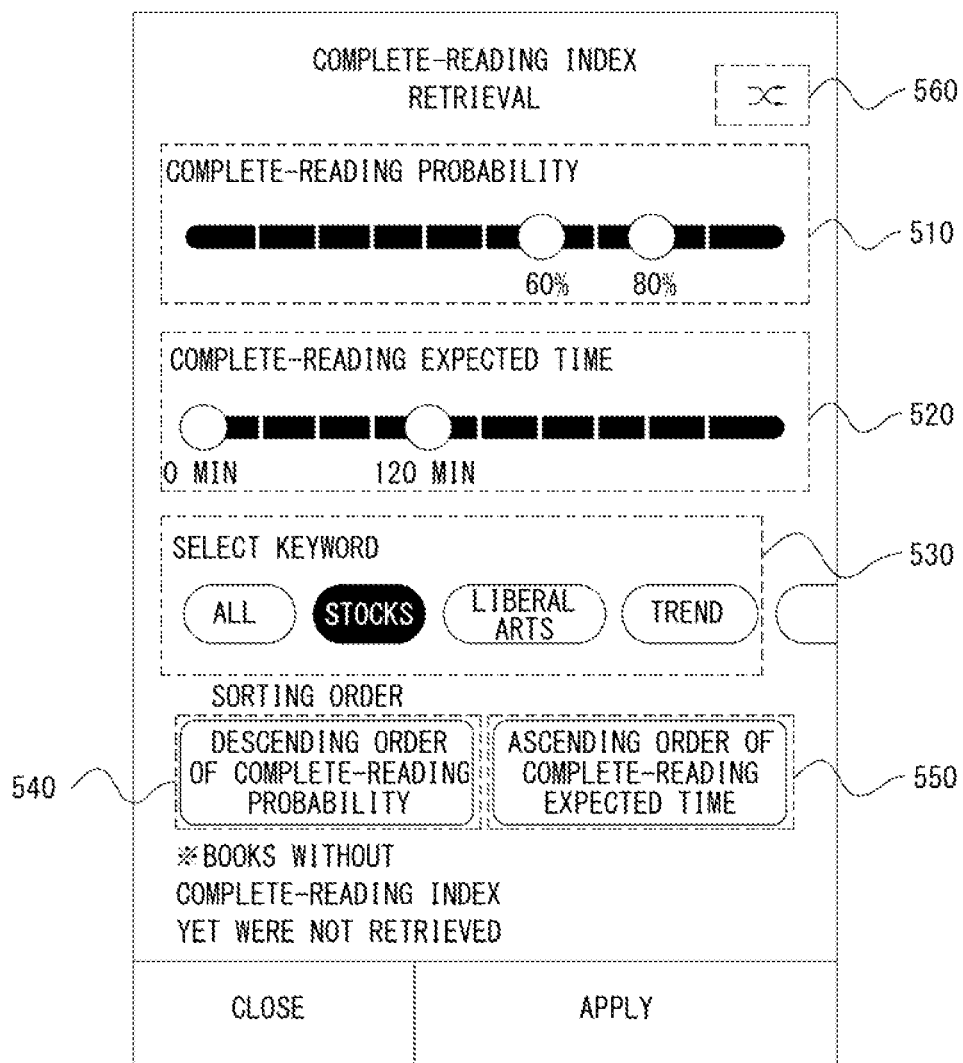 COMPLETE-READING INDEX
RETRIEVAL
560
COMPLETE-READING PROBABILITY
510
60% 80%
COMPLETE-READING EXPECTED TIME
520
0 MIN 120 MIN
SELECT KEYWORD
530
ALL STOCKS LIBERAL ARTS TREND
SORTING ORDER
540
DESCENDING ORDER
OF COMPLETE-READING
PROBABILITY
ASCENDING ORDER OF
COMPLETE-READING
EXPECTED TIME
550
※BOOKS WITHOUT
COMPLETE-READING INDEX
YET WERE NOT RETRIEVED
CLOSE APPLY